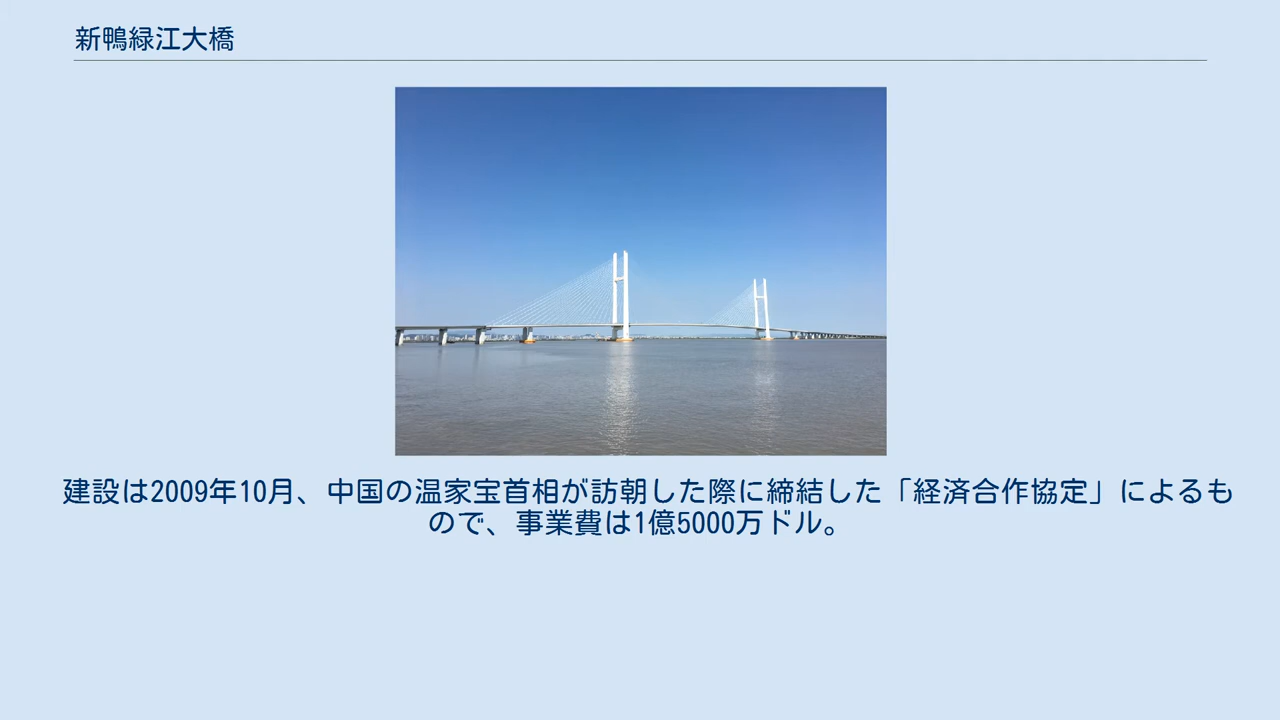 新鴨緑江大橋
建設は2009年10月、中国の温家宝首相が訪朝した際に締結した「経済合作協定」によるも
ので、事業費は1億5000万ドル。